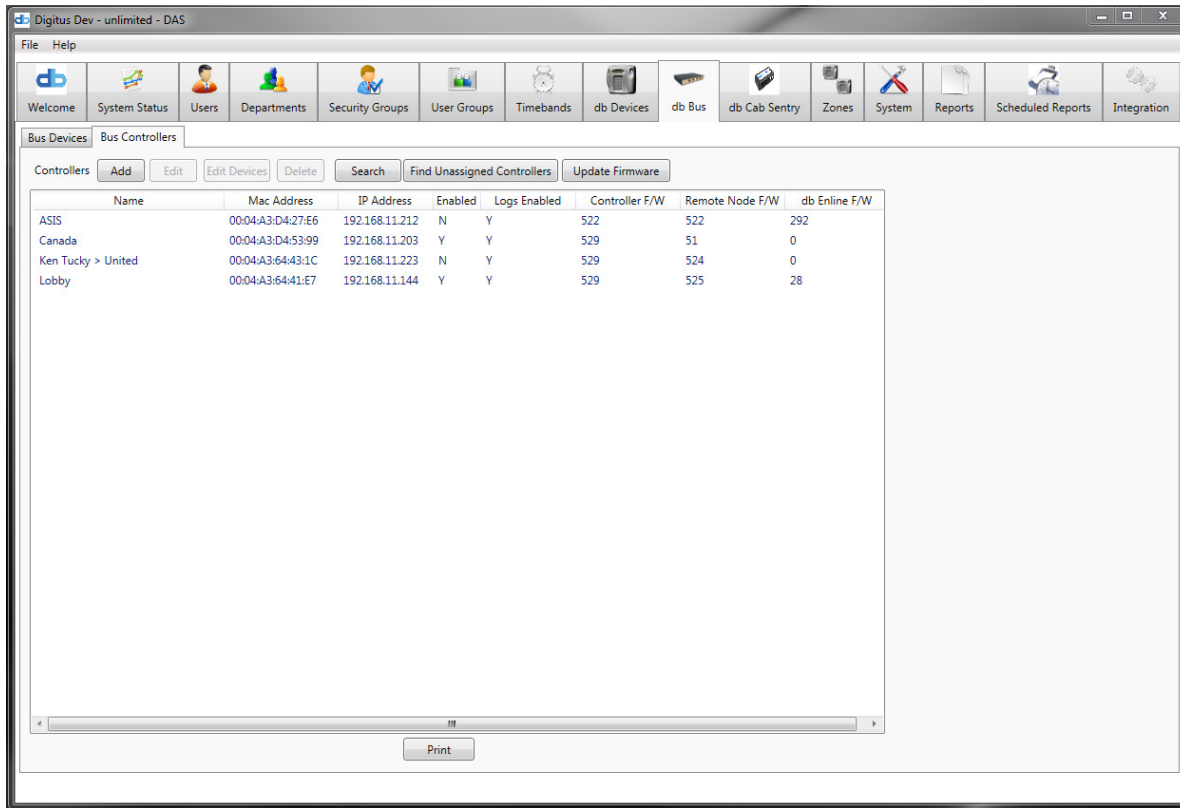 db Digitus Dev - unlimited - DAS
File Help
db
Welcome System Status Users Departments Security Groups User Groups Timebands db Devices db Bus db Cab Sentry Zones System Reports Scheduled Reports Integration
Bus Devices Bus Controllers
Controllers Add Edit Edit Devices Delete Search Find Unassigned Controllers Update Firmware
Name Mac Address IP Address Enabled Logs Enabled Controller F/W Remote Node F/W db Enline F/W
ASIS 00:04:A3:D4:27:E6 192.168.11.212 N Y 522 522 292
Canada 00:04:A3:D4:53:99 192.168.11.203 Y Y 529 51 0
Ken Tucky > United 00:04:A3:64:43:1C 192.168.11.223 N Y 529 524 0
Lobby 00:04:A3:64:41:E7 192.168.11.144 Y Y 529 525 28
Print